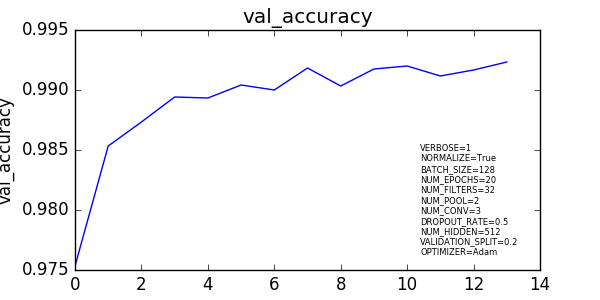 val_accuracy
0.995
0.990
0.985
0.980
0.975
val_accuracy
VERBOSE=1
NORMALIZE=True
BATCH_SIZE=128
NUM_EPOCHS=20
NUM_FILTERS=32
NUM_POOL=2
NUM_CONV=3
DROPOUT_RATE=0.5
NUM_HIDDEN=512
VALIDATION_SPLIT=0.2
OPTIMIZER=Adam
0 2 4 6 8 10 12 14